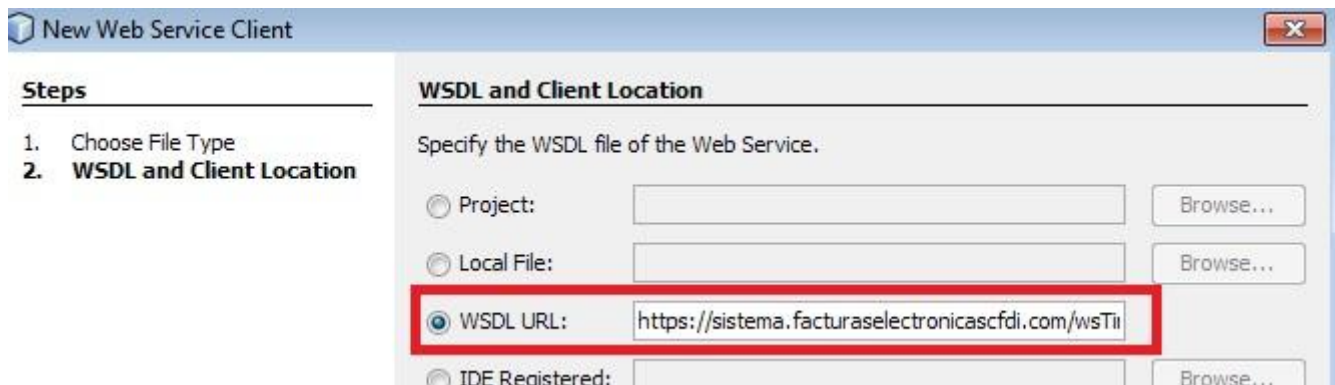 New Web Service Client
Steps
1. Choose File Type
2. WSDL and Client Location
WSDL and Client Location
Specify the WSDL file of the Web Service.
Project:
Browse...
Local File:
Browse...
WSDL URL:
https://sistema.facturaselectronicascfdi.com/wsTi
IDE Registered:
Browse...